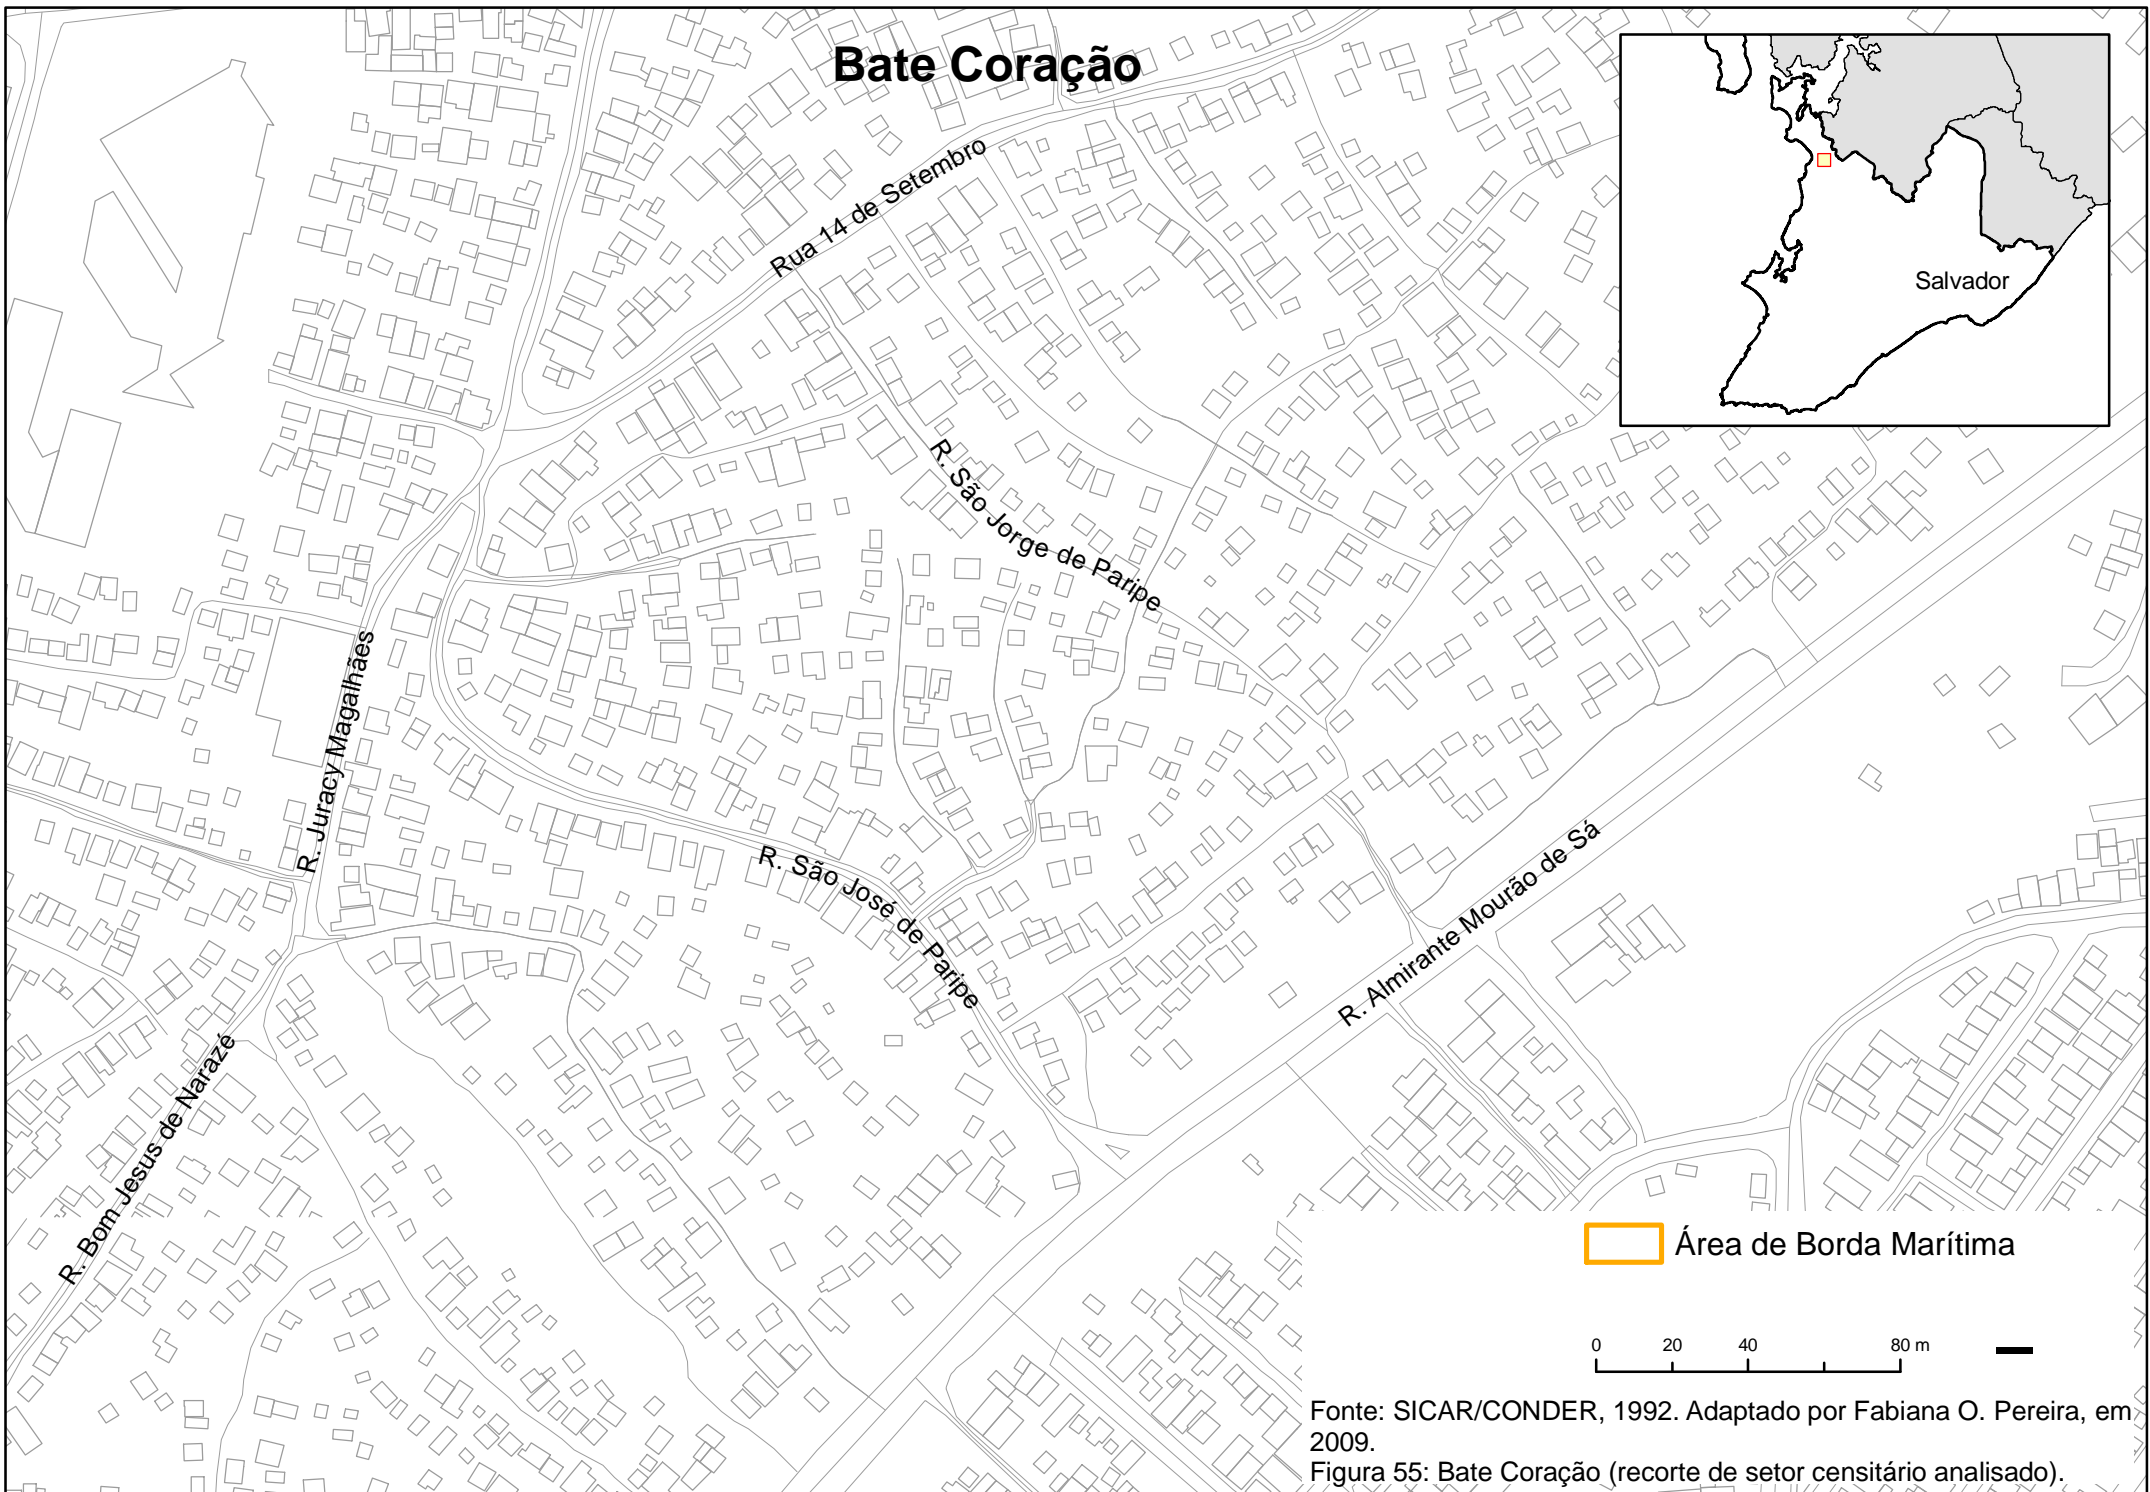 Bate Coração
Salvador
Rua 14 de Setembro
R. São Jorge de Paripe
R. Juracy Magalhães
R. São José de Paripe
R. Almirante Mourão de Sá
R. Bom Jesus de Narazé
Área de Borda Marítima
0 20 40 80 m
Fonte: SICAR/CONDER, 1992. Adaptado por Fabiana O. Pereira, em
2009.
Figura 55: Bate Coração (recorte de setor censitário analisado).